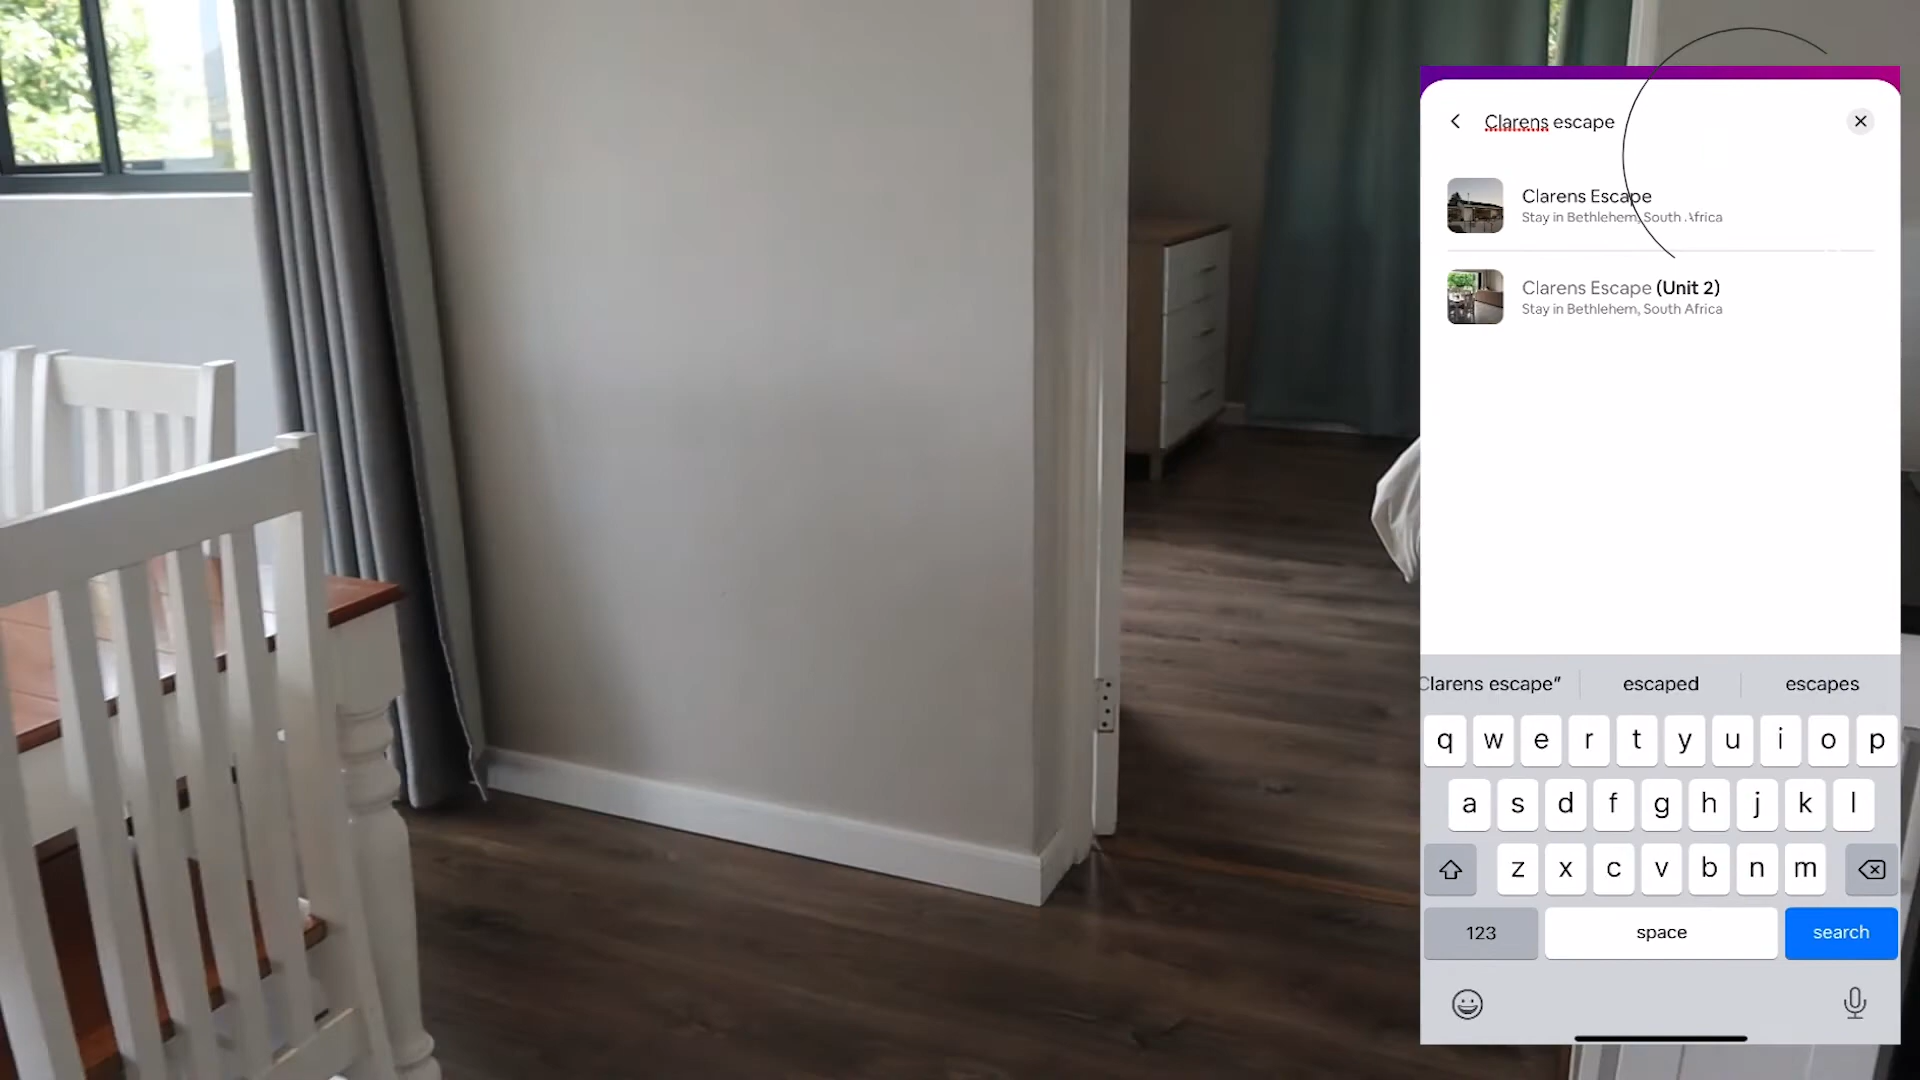 Clarens escape
Clarens Escape
Stay in Bethlehem, South Africa
Clarens Escape (Unit 2)
Stay in Bethlehem, South Africa
Clarens escape" escaped escapes
q w e r t y u i o p
a s d f g h j k l
z x c v b n m
123 space search